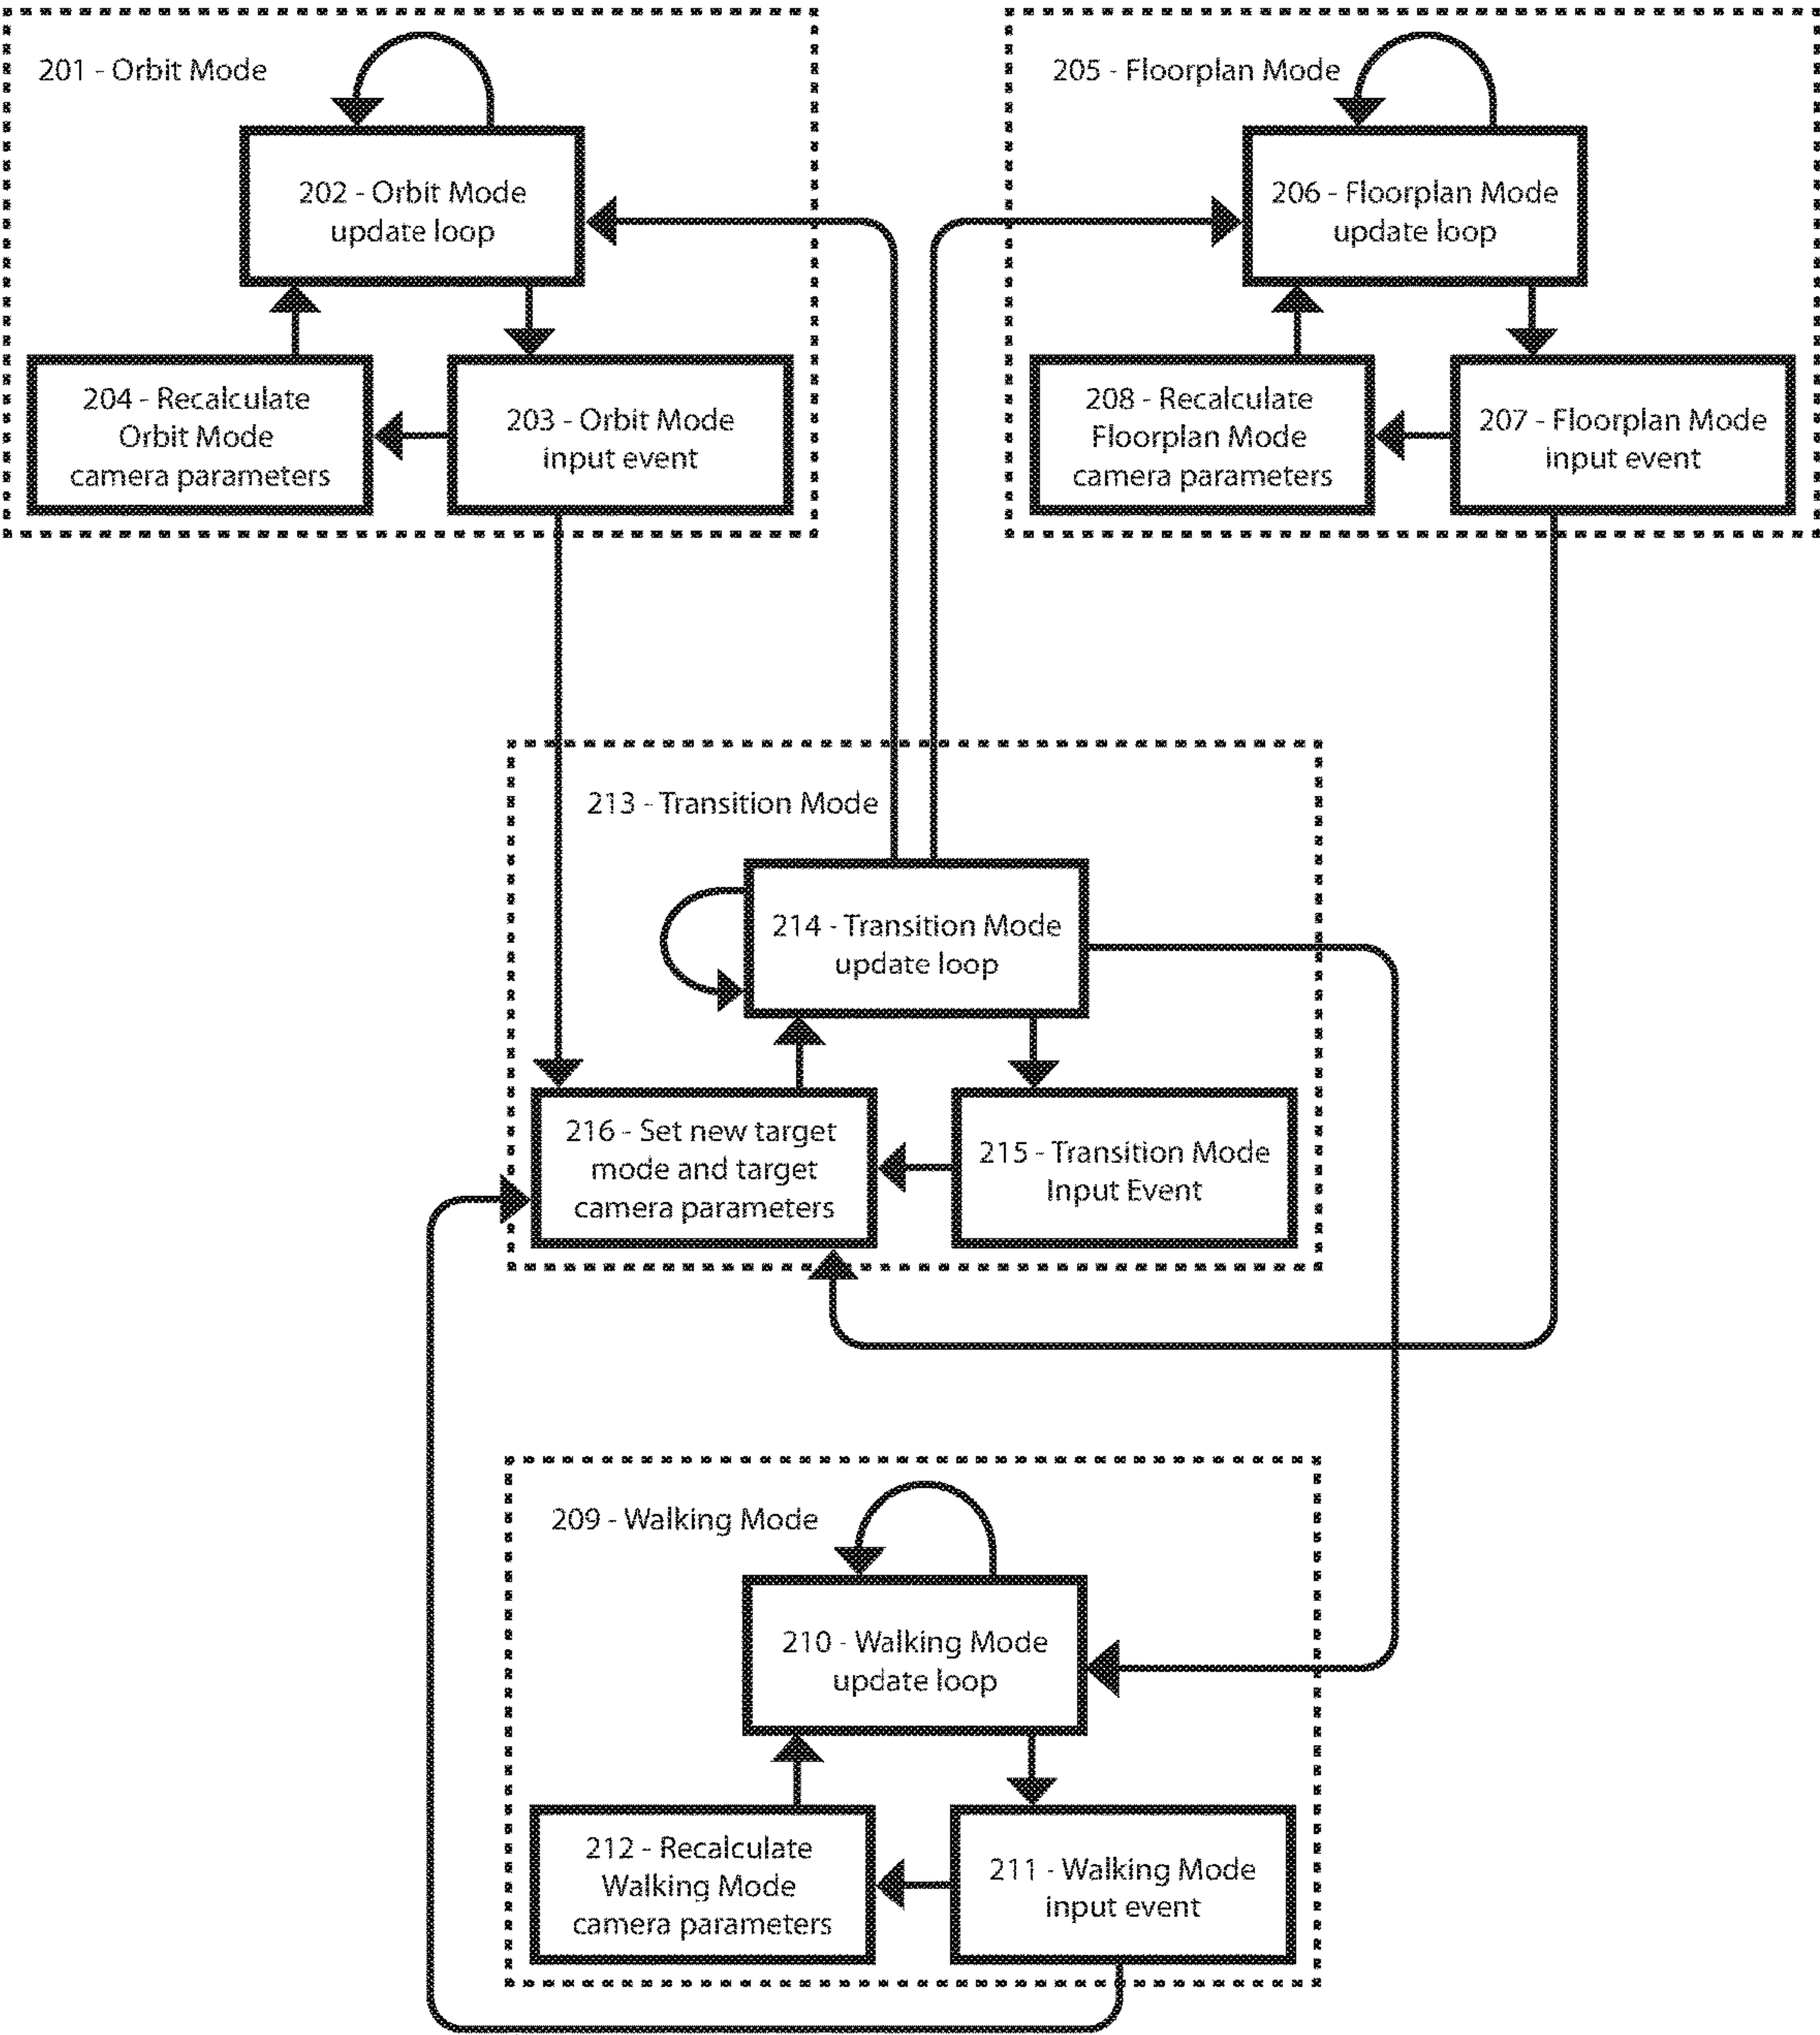 201 - Orbit Mode
202 - Orbit Mode
update loop
204 - Recalculate
Orbit Mode
camera parameters
203 - Orbit Mode
input event
205 - Floorplan Mode
206 - Floorplan Mode
update loop
208 - Recalculate
Floorplan Mode
camera parameters
207 - Floorplan Mode
input event
213 - Transition Mode
214 - Transition Mode
update loop
216 - Set new target
mode and target
camera parameters
215 - Transition Mode
Input Event
209 - Walking Mode
210 - Walking Mode
update loop
212 - Recalculate
Walking Mode
camera parameters
211 - Walking Mode
input event